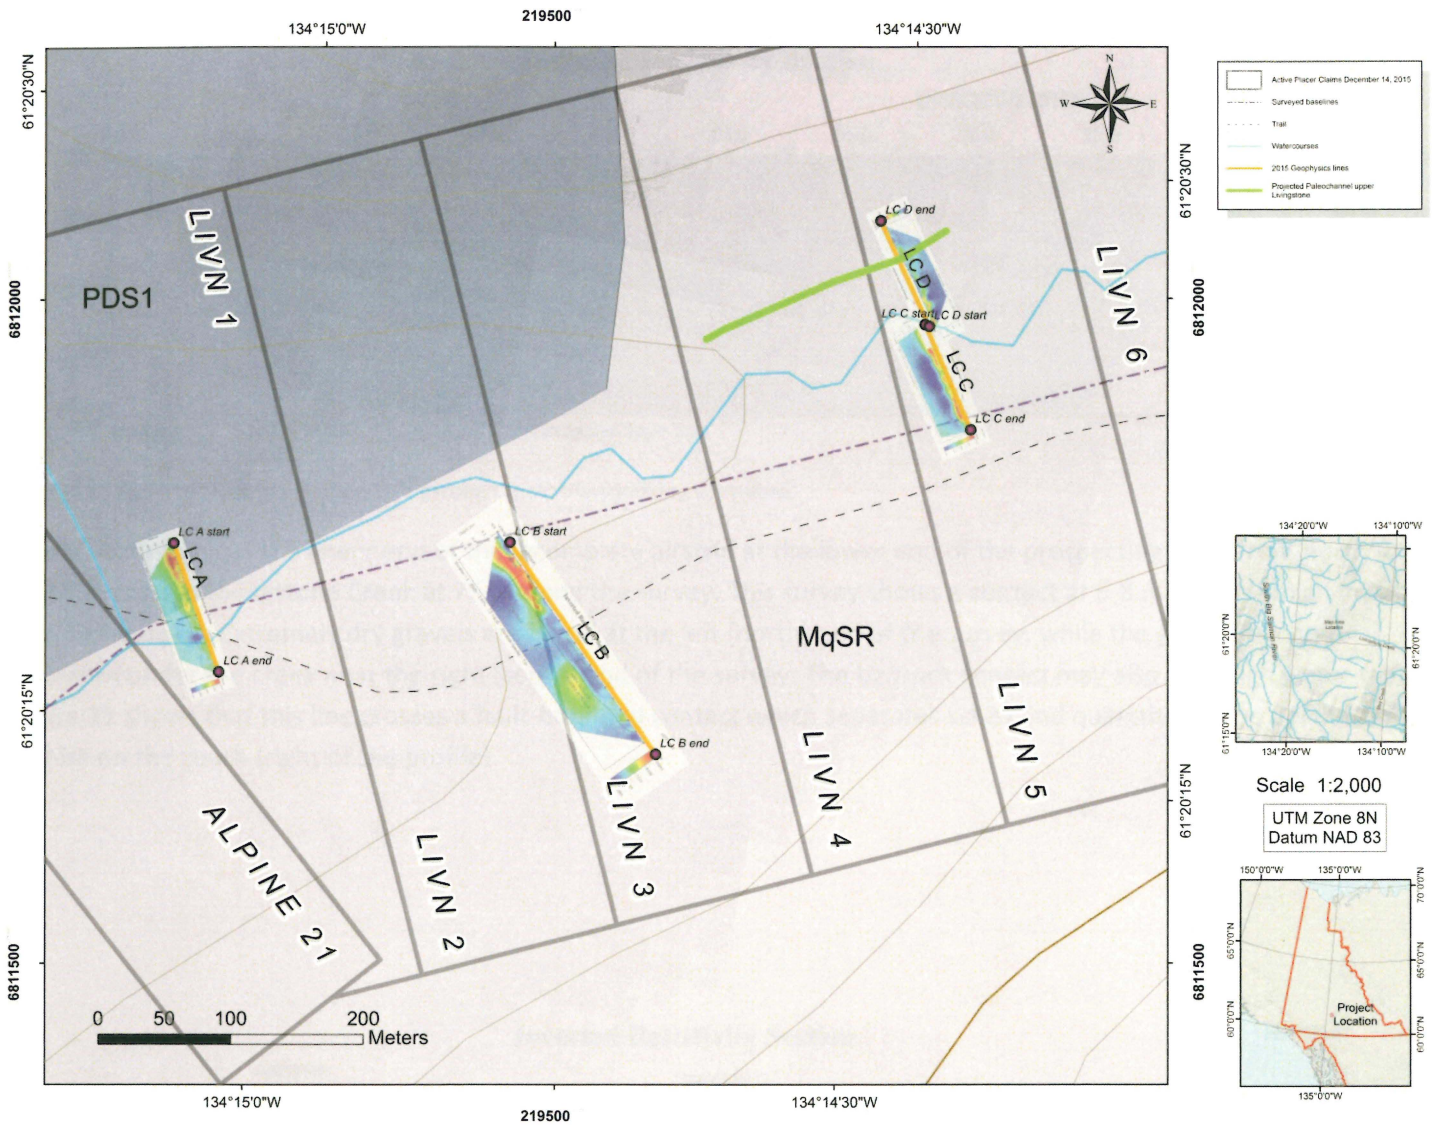 219500
134°15'0"W
134°14'30"W
61°20'30"N
61°20'30"N
N
W
E
S
Active Placer Claims December 14, 2015
Surveyed baselines
Trail
Watercourses
2015 Geophysics lines
Projected Paleochannel upper
Livingstone
LIVN 1
PDS1
LC D end
LC D
LC C start
LC D start
LC C
LC C end
LIVN 6
6812000
6812000
LC A start
LC A
LC A end
LC B start
LC B
LC B end
MqSR
61°20'15"N
61°20'15"N
ALPINE 21
LIVN 2
LIVN 3
LIVN 4
LIVN 5
6811500
6811500
0 50 100 200
Meters
134°15'0"W
134°14'30"W
219500
134°20'0"W
134°10'0"W
61°20'0"N
61°20'0"N
61°15'0"N
South Big Salmon River
134°20'0"W
134°10'0"W
Scale 1:2,000
UTM Zone 8N
Datum NAD 83
150°0'0"W
135°0'0"W
70°0'0"N
65°0'0"N
65°0'0"N
60°0'0"N
60°0'0"N
Project
Location
135°0'0"W